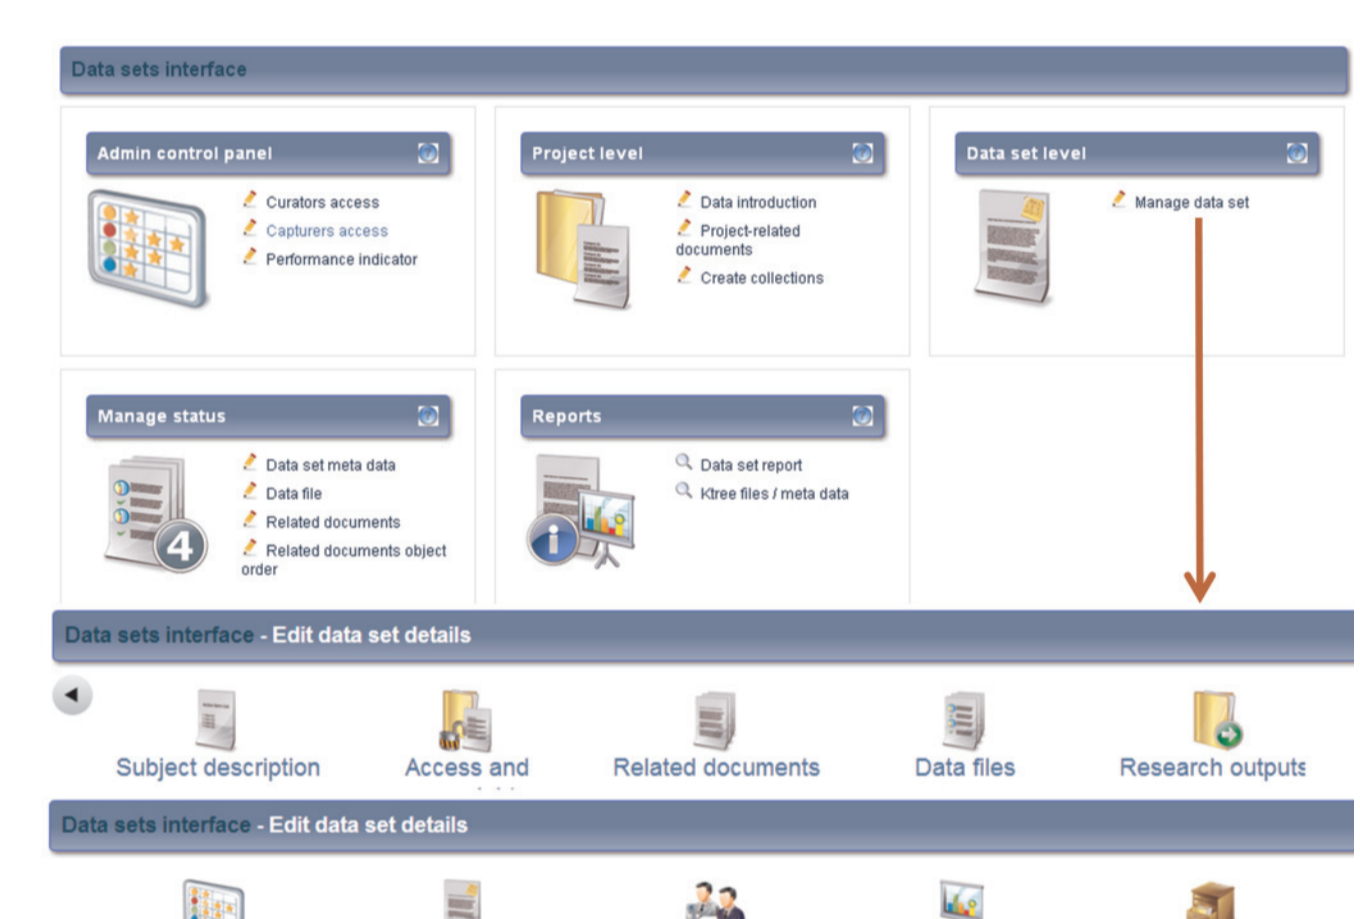 Data sets interface
Admin control panel
Curators access
Capturers access
Performance indicator
Project level
Data introduction
Project-related
documents
Create collections
Data set level
Manage data set
Manage status
Data set meta data
Data file
Related documents
Related documents object
order
4
Reports
Data set report
Ktree files / meta data
i
Data sets interface - Edit data set details
Subject description
Access and
Related documents
Data files
Research outputs
Data sets interface - Edit data set details